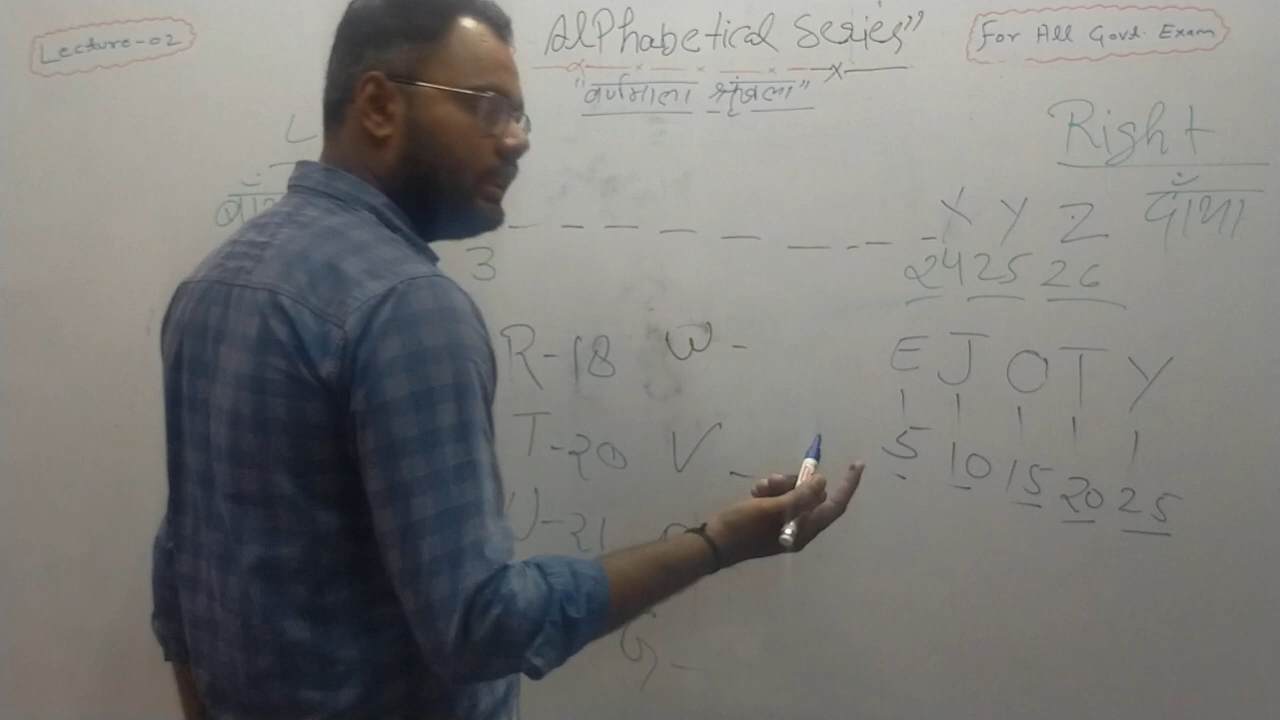 Lecture-02
AlPhabetical Series”
For All Govt. Exam
“वर्णमाला श्रृंखला”
Right
दाँया
L
X Y Z
3
24 25 26
R-18 W-
E J O T Y
T-20 V -
5 10 15 20 25
U-21
G-